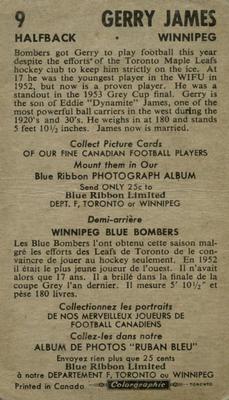 9 GERRY JAMES
HALFBACK • WINNIPEG
Bombers got Gerry to play football this year
despite the efforts of the Toronto Maple Leafs
hockey club to keep him strictly on the ice. At
17 he was the youngest player in the WIFU in
1952, but now is a proven player. He was a
standout in the 1953 Grey Cup final. Gerry is the
son of Eddie "Dynamite" James, one of the
most powerful ball carriers in the west during the
1920's and 30's. He weighs in at 180 and stands
5 feet 10½ inches. James now is married.
Collect Picture Cards
OF OUR FINE CANADIAN FOOTBALL PLAYERS
Mount them in Our
Blue Ribbon PHOTOGRAPH ALBUM
Send ONLY 25c to
Blue Ribbon Limited
DEPT. F, TORONTO or WINNIPEG
Demi-arrière
WINNIPEG BLUE BOMBERS
Les Blue Bombers l'ont obtenu cette saison mal-
gré les efforts des Leafs de Toronto de le con-
vaincre de jouer au hockey seulement. En 1952
il était le plus jeune joueur de l'ouest. Il n'avait
alors que 17 ans. Il a brillé dans la finale de la
coupe Grey l'an dernier. Il mesure 5' 10½" et
pèse 180 livres.
Collectionnez les portraits
DE NOS MERVEILLEUX JOUEURS DE
FOOTBALL CANADIENS
Collez-les dans notre
ALBUM DE PHOTOS "RUBAN BLEU"
Envoyez rien plus que 25 cents
Blue Ribbon Limited
à notre DEPARTEMENT F, TORONTO ou WINNIPEG
Printed in Canada Colorgraphic TORONTO